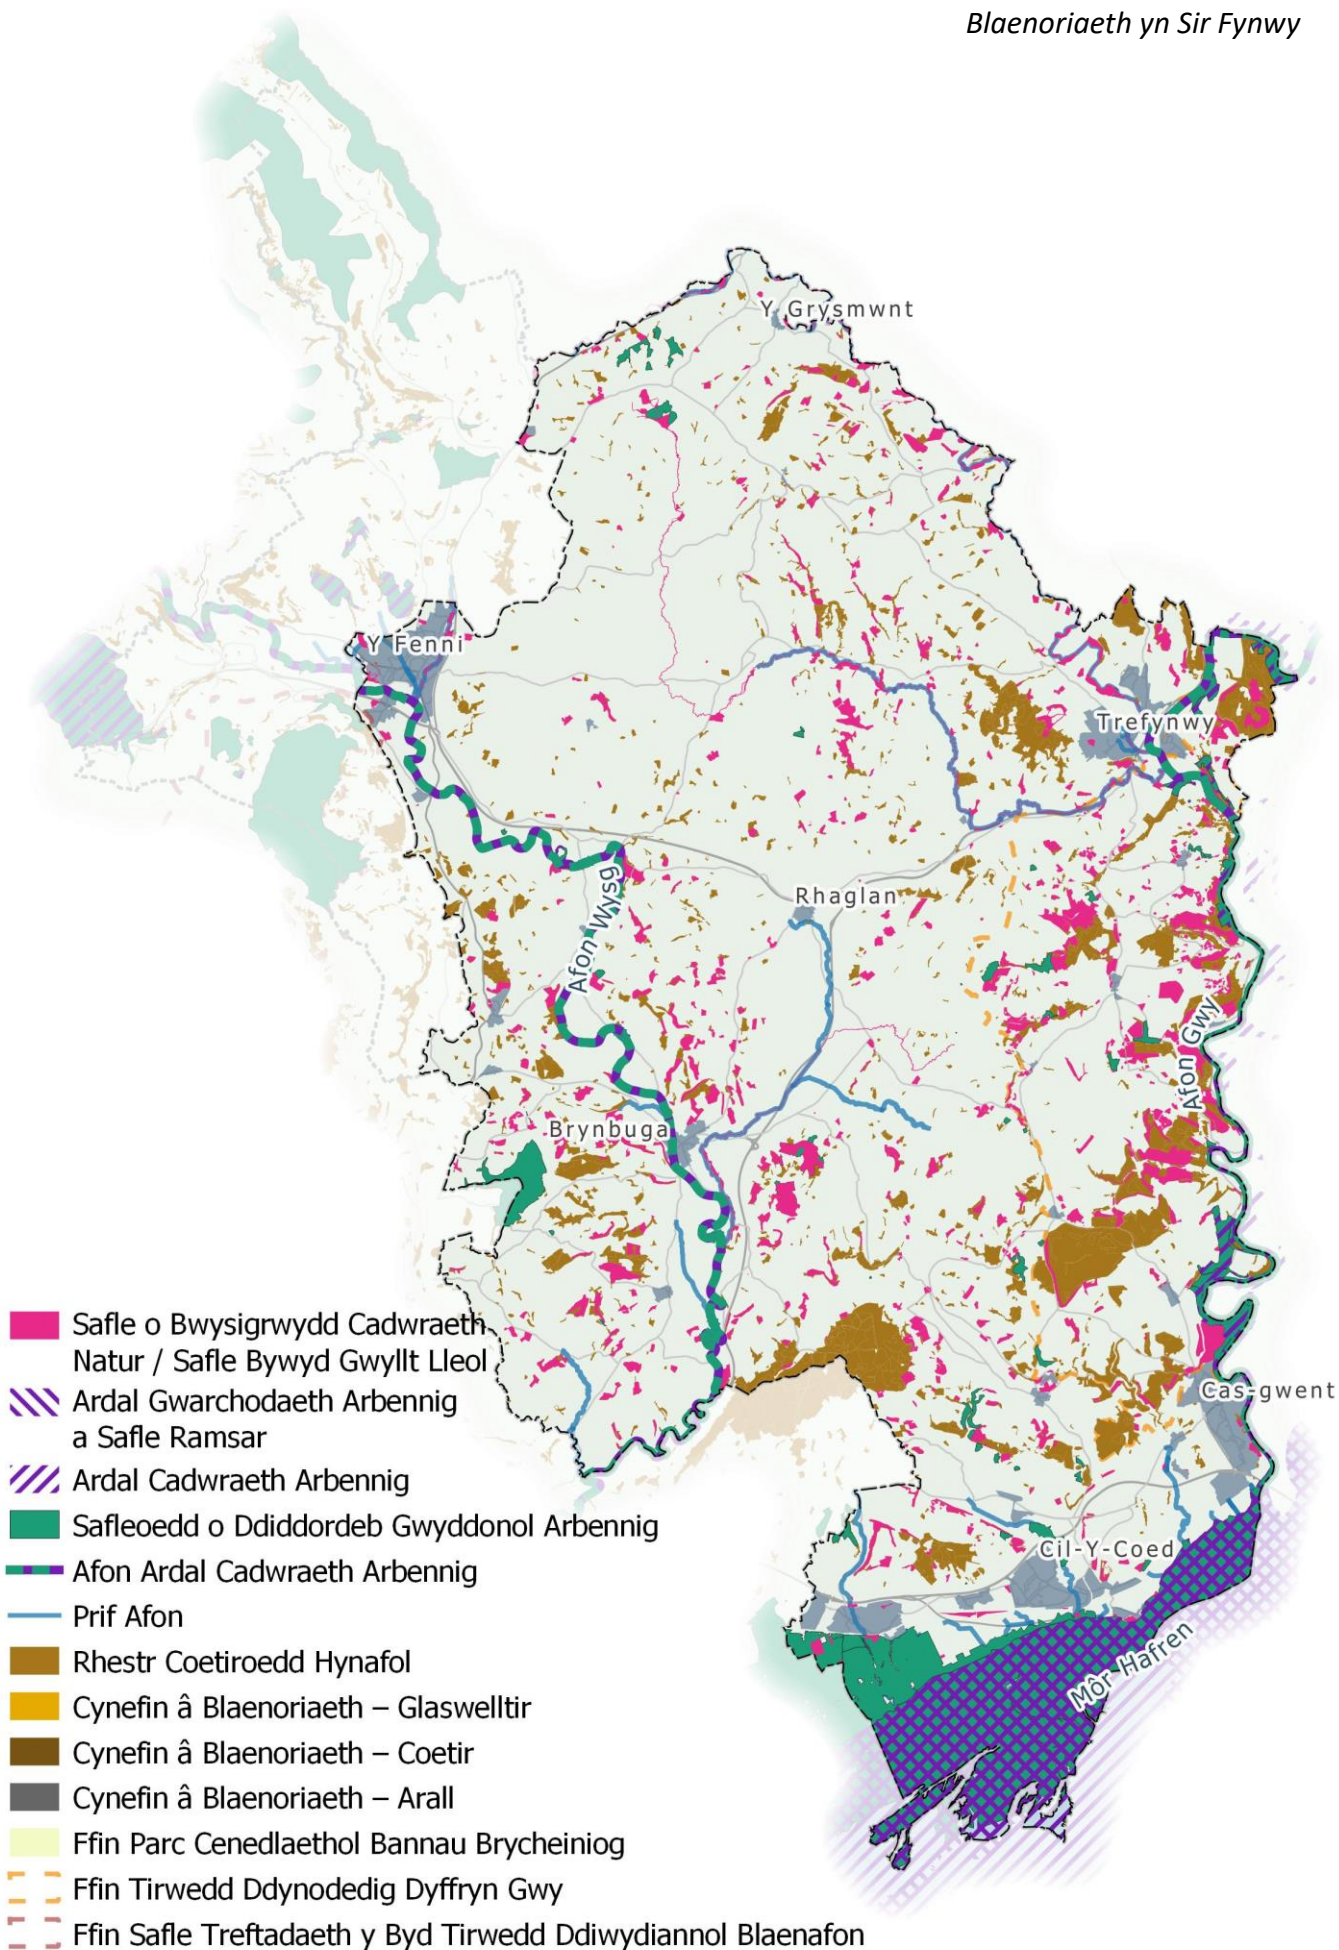 Blaenoriaeth yn Sir Fynwy
Y Grysmwnt
Y Fenni
Trefynwy
Rhaglan
Afon Wysg
Afon Gwy
Brynbuga
Cas-gwent
Cil-Y-Coed
Môr Hafren
Safle o Bwysigrwydd Cadwraeth
Natur / Safle Bywyd Gwyllt Lleol
Ardal Gwarchodaeth Arbennig
a Safle Ramsar
Ardal Cadwraeth Arbennig
Safleoedd o Ddiddordeb Gwyddonol Arbennig
Afon Ardal Cadwraeth Arbennig
Prif Afon
Rhestr Coetiroedd Hynafol
Cynefin â Blaenoriaeth – Glaswelltir
Cynefin â Blaenoriaeth – Coetir
Cynefin â Blaenoriaeth – Arall
Ffin Parc Cenedlaethol Bannau Brycheiniog
Ffin Tirwedd Ddynodedig Dyffryn Gwy
Ffin Safle Treftadaeth y Byd Tirwedd Ddiwydiannol Blaenafon